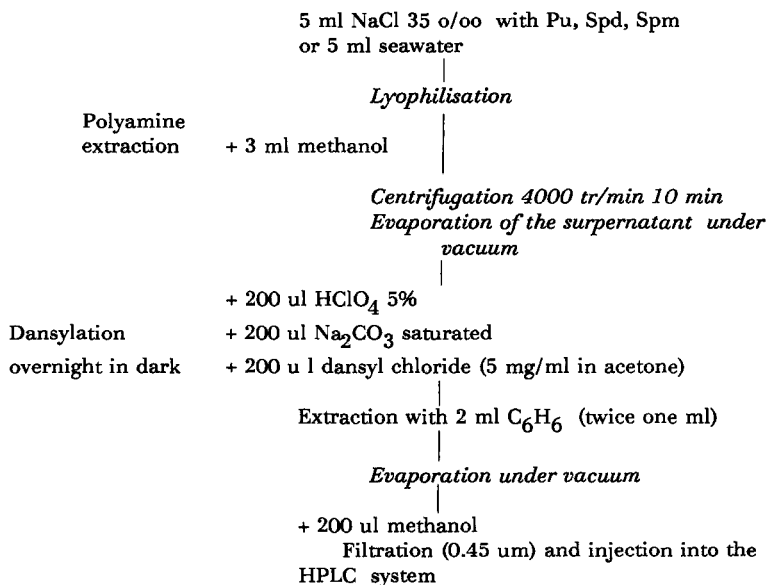 5 ml NaCl 35 o/oo with Pu, Spd, Spm
or 5 ml seawater
Lyophilisation
Polyamine
extraction + 3 ml methanol
Centrifugation 4000 tr/min 10 min
Evaporation of the surpernatant under
vacuum
+ 200 ul HClO₄ 5%
Dansylation + 200 ul Na₂CO₃ saturated
overnight in dark + 200 u l dansyl chloride (5 mg/ml in acetone)
Extraction with 2 ml C₆H₆ (twice one ml)
Evaporation under vacuum
+ 200 ul methanol
Filtration (0.45 um) and injection into the
HPLC system